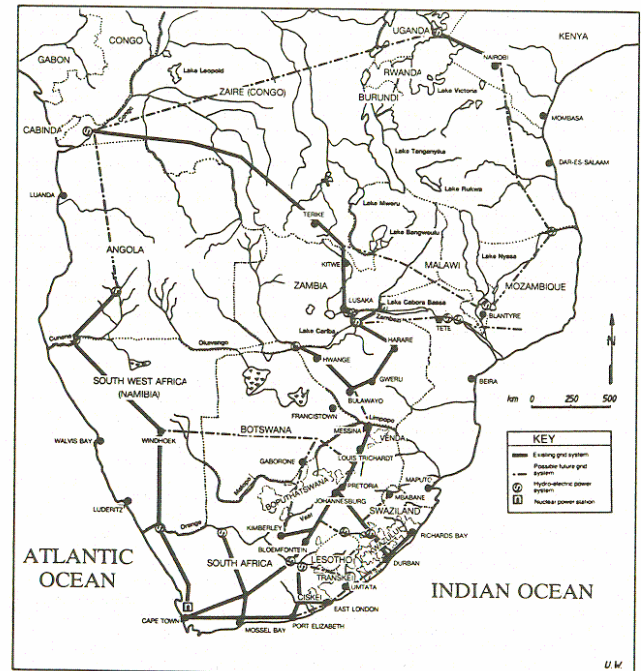 UGANDA
KENYA
CONGO
GABON
Lake Leopold
NAIROBI
RWANDA
ZAIRE (CONGO)
Lake Victoria
BURUNDI
Congo
MOMBASA
CABINDA
Lake Tanganyika
DAR-ES-SALAAM
Lake Rukwa
LUANDA
Lake Mweru
TERIKE
Lake Bangweulu
ANGOLA
KITWE
MALAWI
Lake Nyasa
ZAMBIA
MOZAMBIQUE
LUSAKA
Lake Cabora Bassa
Zambezi
BLANTYRE
TETE
Cunene
Okavango
Lake Cariba
HARARE
N
HWANGE
SOUTH WEST AFRICA
(NAMIBIA)
GWERU
BEIRA
BULAWAYO
km 0 250 500
FRANCISTOWN
Limpopo
BOTSWANA
MESSINA
VENDA
WALVIS BAY
WINDHOEK
LOUIS TRICHARDT
GABORONE
Molopo
PRETORIA
MAPUTO
BOPUTHATSWANA
JOHANNESBURG
MBABANE
LUDERITZ
SWAZILAND
Vaal
KWAZULU
Orange
KIMBERLEY
RICHARDS BAY
BLOEMFONTEIN
LESOTHO
DURBAN
ATLANTIC
OCEAN
SOUTH AFRICA
TRANSKEI
UMTATA
INDIAN OCEAN
CISKEI
EAST LONDON
CAPE TOWN
PORT ELIZABETH
MOSSEL BAY
KEY
Existing grid system
Possible future grid
system
Hydro-electric power
system
Nuclear power station
U.W.